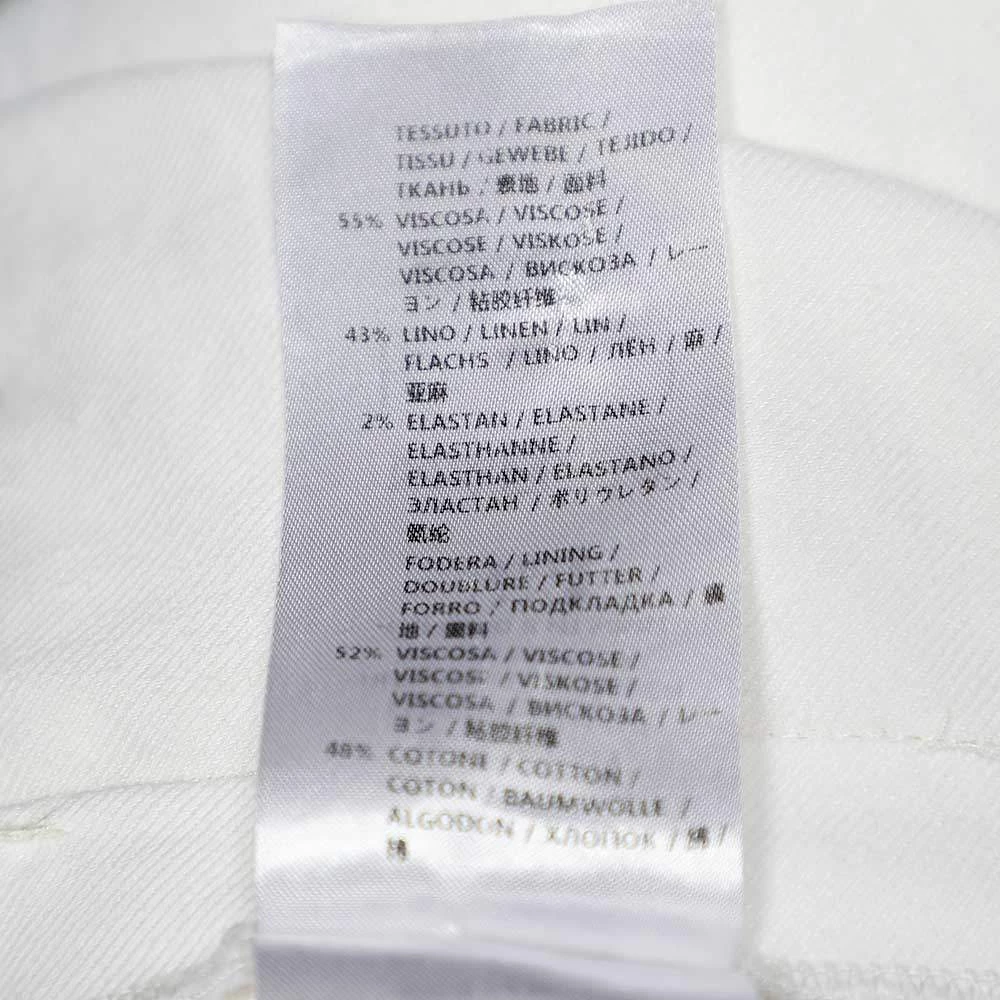 TESSUTO / FABRIC /
TISSU / GEWEBE / TEJIDO /
ТКАНЬ / 表地 / 面料
55% VISCOSA / VISCOSE /
VISCOSE / VISKOSE /
VISCOSA / ВИСКОЗА / レー
ヨン / 粘胶纤维
43% LINO / LINEN / LIN /
FLACHS / LINO / ЛЕН / 麻 /
亚麻
2% ELASTAN / ELASTANE /
ELASTHANNE /
ELASTHAN / ELASTANO /
ЭЛАСТАН / ポリウレタン /
氨纶
FODERA / LINING /
DOUBLURE / FUTTER /
FORRO / ПОДКЛАДКА /
地 / 里料
52% VISCOSA / VISCOSE /
VISCOSE / VISKOSE /
VISCOSA / ВИСКОЗА / レー
ヨン / 粘胶纤维
48% COTONE / COTTON /
COTON / BAUMWOLLE /
ALGODON / ХЛОПОК / 綿 /
棉